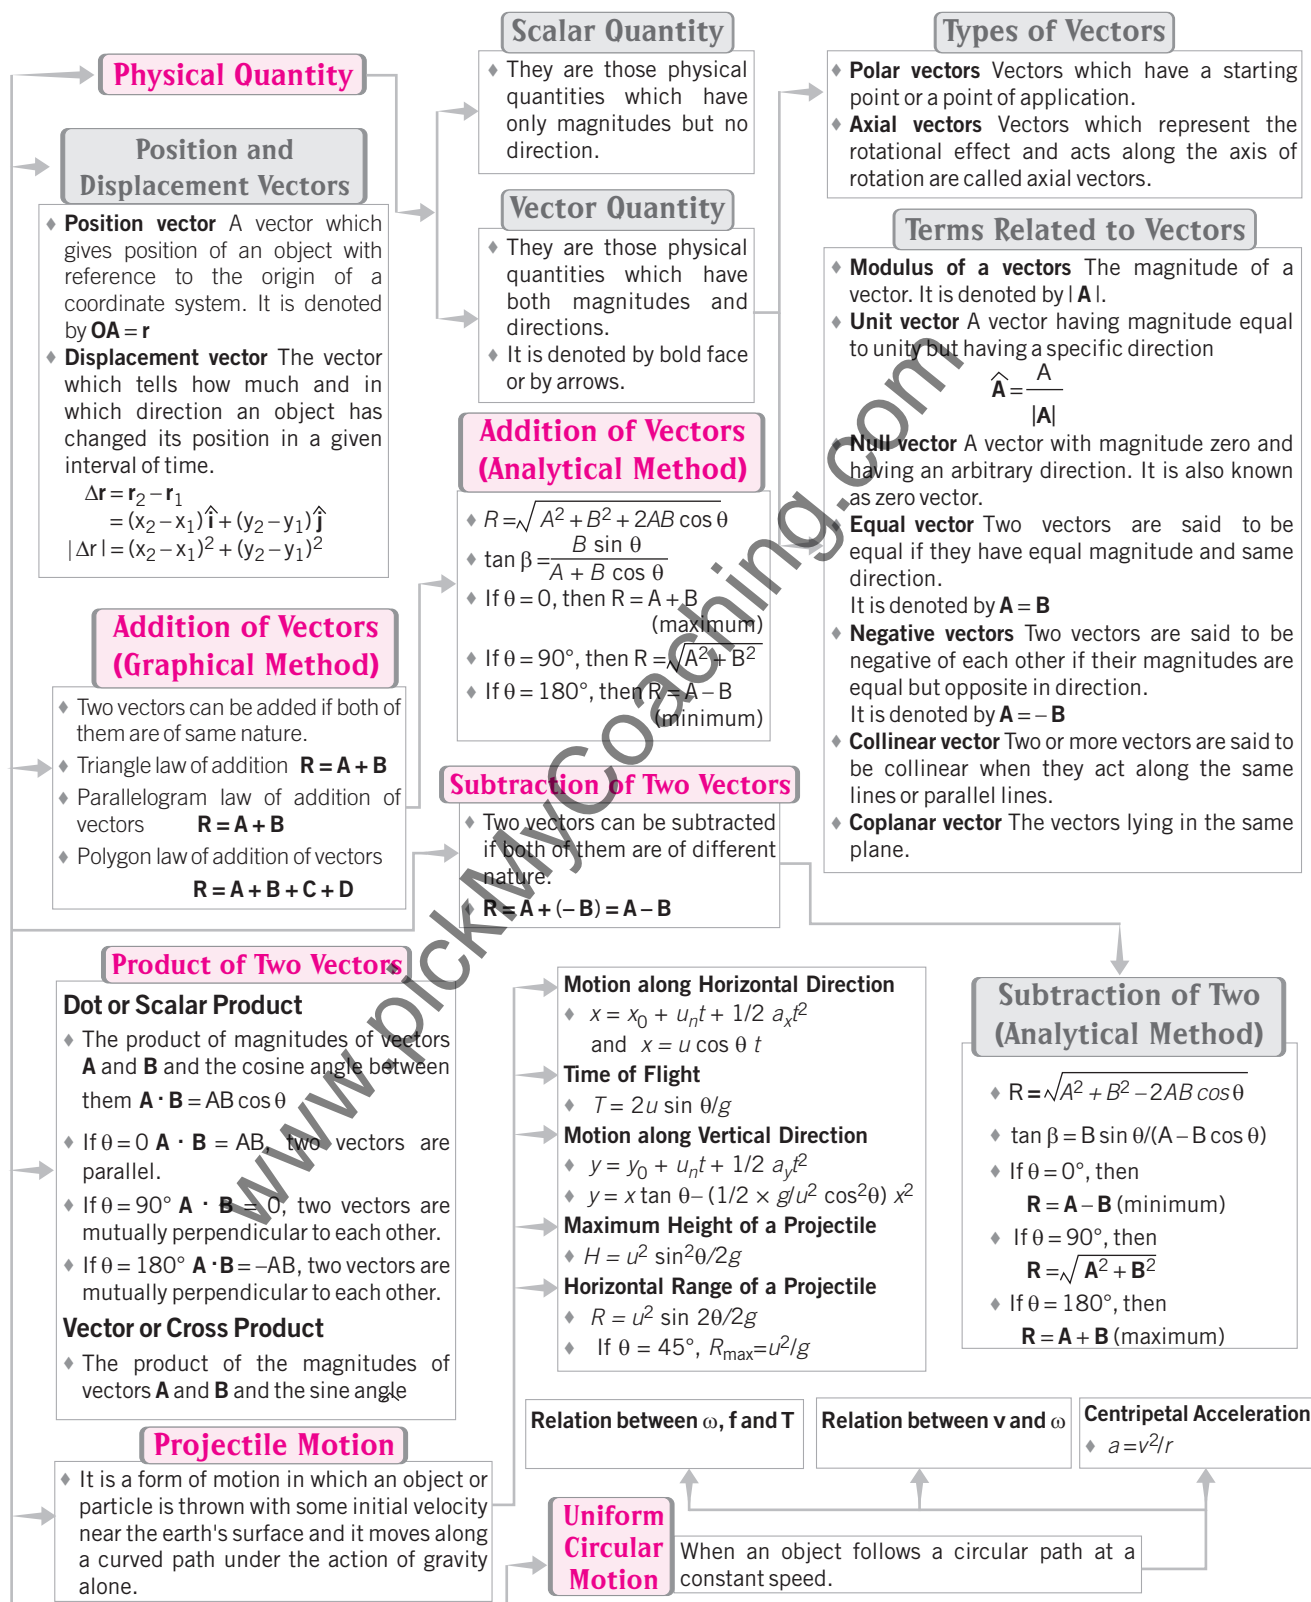 Physical Quantity
Scalar Quantity
♦ They are those physical
quantities which have
only magnitudes but no
direction.
Vector Quantity
♦ They are those physical
quantities which have
both magnitudes and
directions.
♦ It is denoted by bold face
or by arrows.
Types of Vectors
♦ Polar vectors Vectors which have a starting
point or a point of application.
♦ Axial vectors Vectors which represent the
rotational effect and acts along the axis of
rotation are called axial vectors.
Terms Related to Vectors
♦ Modulus of a vectors The magnitude of a
vector. It is denoted by | A |.
♦ Unit vector A vector having magnitude equal
to unity but having a specific direction
Â = A / |A|
♦ Null vector A vector with magnitude zero and
having an arbitrary direction. It is also known
as zero vector.
♦ Equal vector Two vectors are said to be
equal if they have equal magnitude and same
direction.
It is denoted by A = B
♦ Negative vectors Two vectors are said to be
negative of each other if their magnitudes are
equal but opposite in direction.
It is denoted by A = – B
♦ Collinear vector Two or more vectors are said to
be collinear when they act along the same
lines or parallel lines.
♦ Coplanar vector The vectors lying in the same
plane.
Position and
Displacement Vectors
♦ Position vector A vector which
gives position of an object with
reference to the origin of a
coordinate system. It is denoted
by OA = r
♦ Displacement vector The vector
which tells how much and in
which direction an object has
changed its position in a given
interval of time.
Δr = r₂ – r₁
= (x₂ – x₁) î + (y₂ – y₁) ĵ
|Δr | = (x₂ – x₁)² + (y₂ – y₁)²
Addition of Vectors
(Graphical Method)
♦ Two vectors can be added if both of
them are of same nature.
♦ Triangle law of addition R = A + B
♦ Parallelogram law of addition of
vectors R = A + B
♦ Polygon law of addition of vectors
R = A + B + C + D
Addition of Vectors
(Analytical Method)
♦ R = √(A² + B² + 2AB cos θ)
♦ tan β = B sin θ / (A + B cos θ)
♦ If θ = 0, then R = A + B
(maximum)
♦ If θ = 90°, then R = √(A² + B²)
♦ If θ = 180°, then R = A – B
(minimum)
Subtraction of Two Vectors
♦ Two vectors can be subtracted
if both of them are of different
nature.
♦ R = A + (– B) = A – B
Subtraction of Two
(Analytical Method)
♦ R = √(A² + B² – 2AB cos θ)
♦ tan β = B sin θ/(A – B cos θ)
♦ If θ = 0°, then
R = A – B (minimum)
♦ If θ = 90°, then
R = √(A² + B²)
♦ If θ = 180°, then
R = A + B (maximum)
Product of Two Vectors
Dot or Scalar Product
♦ The product of magnitudes of vectors
A and B and the cosine angle between
them A · B = AB cos θ
♦ If θ = 0 A · B = AB, two vectors are
parallel.
♦ If θ = 90° A · B = 0, two vectors are
mutually perpendicular to each other.
♦ If θ = 180° A · B = –AB, two vectors are
mutually perpendicular to each other.
Vector or Cross Product
♦ The product of the magnitudes of
vectors A and B and the sine angle
Projectile Motion
♦ It is a form of motion in which an object or
particle is thrown with some initial velocity
near the earth's surface and it moves along
a curved path under the action of gravity
alone.
Motion along Horizontal Direction
♦ x = x₀ + uₙt + 1/2 aₓt²
and x = u cos θ t
Time of Flight
♦ T = 2u sin θ/g
Motion along Vertical Direction
♦ y = y₀ + uₙt + 1/2 a_yt²
♦ y = x tan θ – (1/2 × g/u² cos²θ) x²
Maximum Height of a Projectile
♦ H = u² sin²θ/2g
Horizontal Range of a Projectile
♦ R = u² sin 2θ/2g
♦ If θ = 45°, R_max = u²/g
Relation between ω, f and T
Relation between v and ω
Centripetal Acceleration
♦ a = v²/r
Uniform
Circular
Motion
When an object follows a circular path at a
constant speed.
www.pickMyCoaching.com